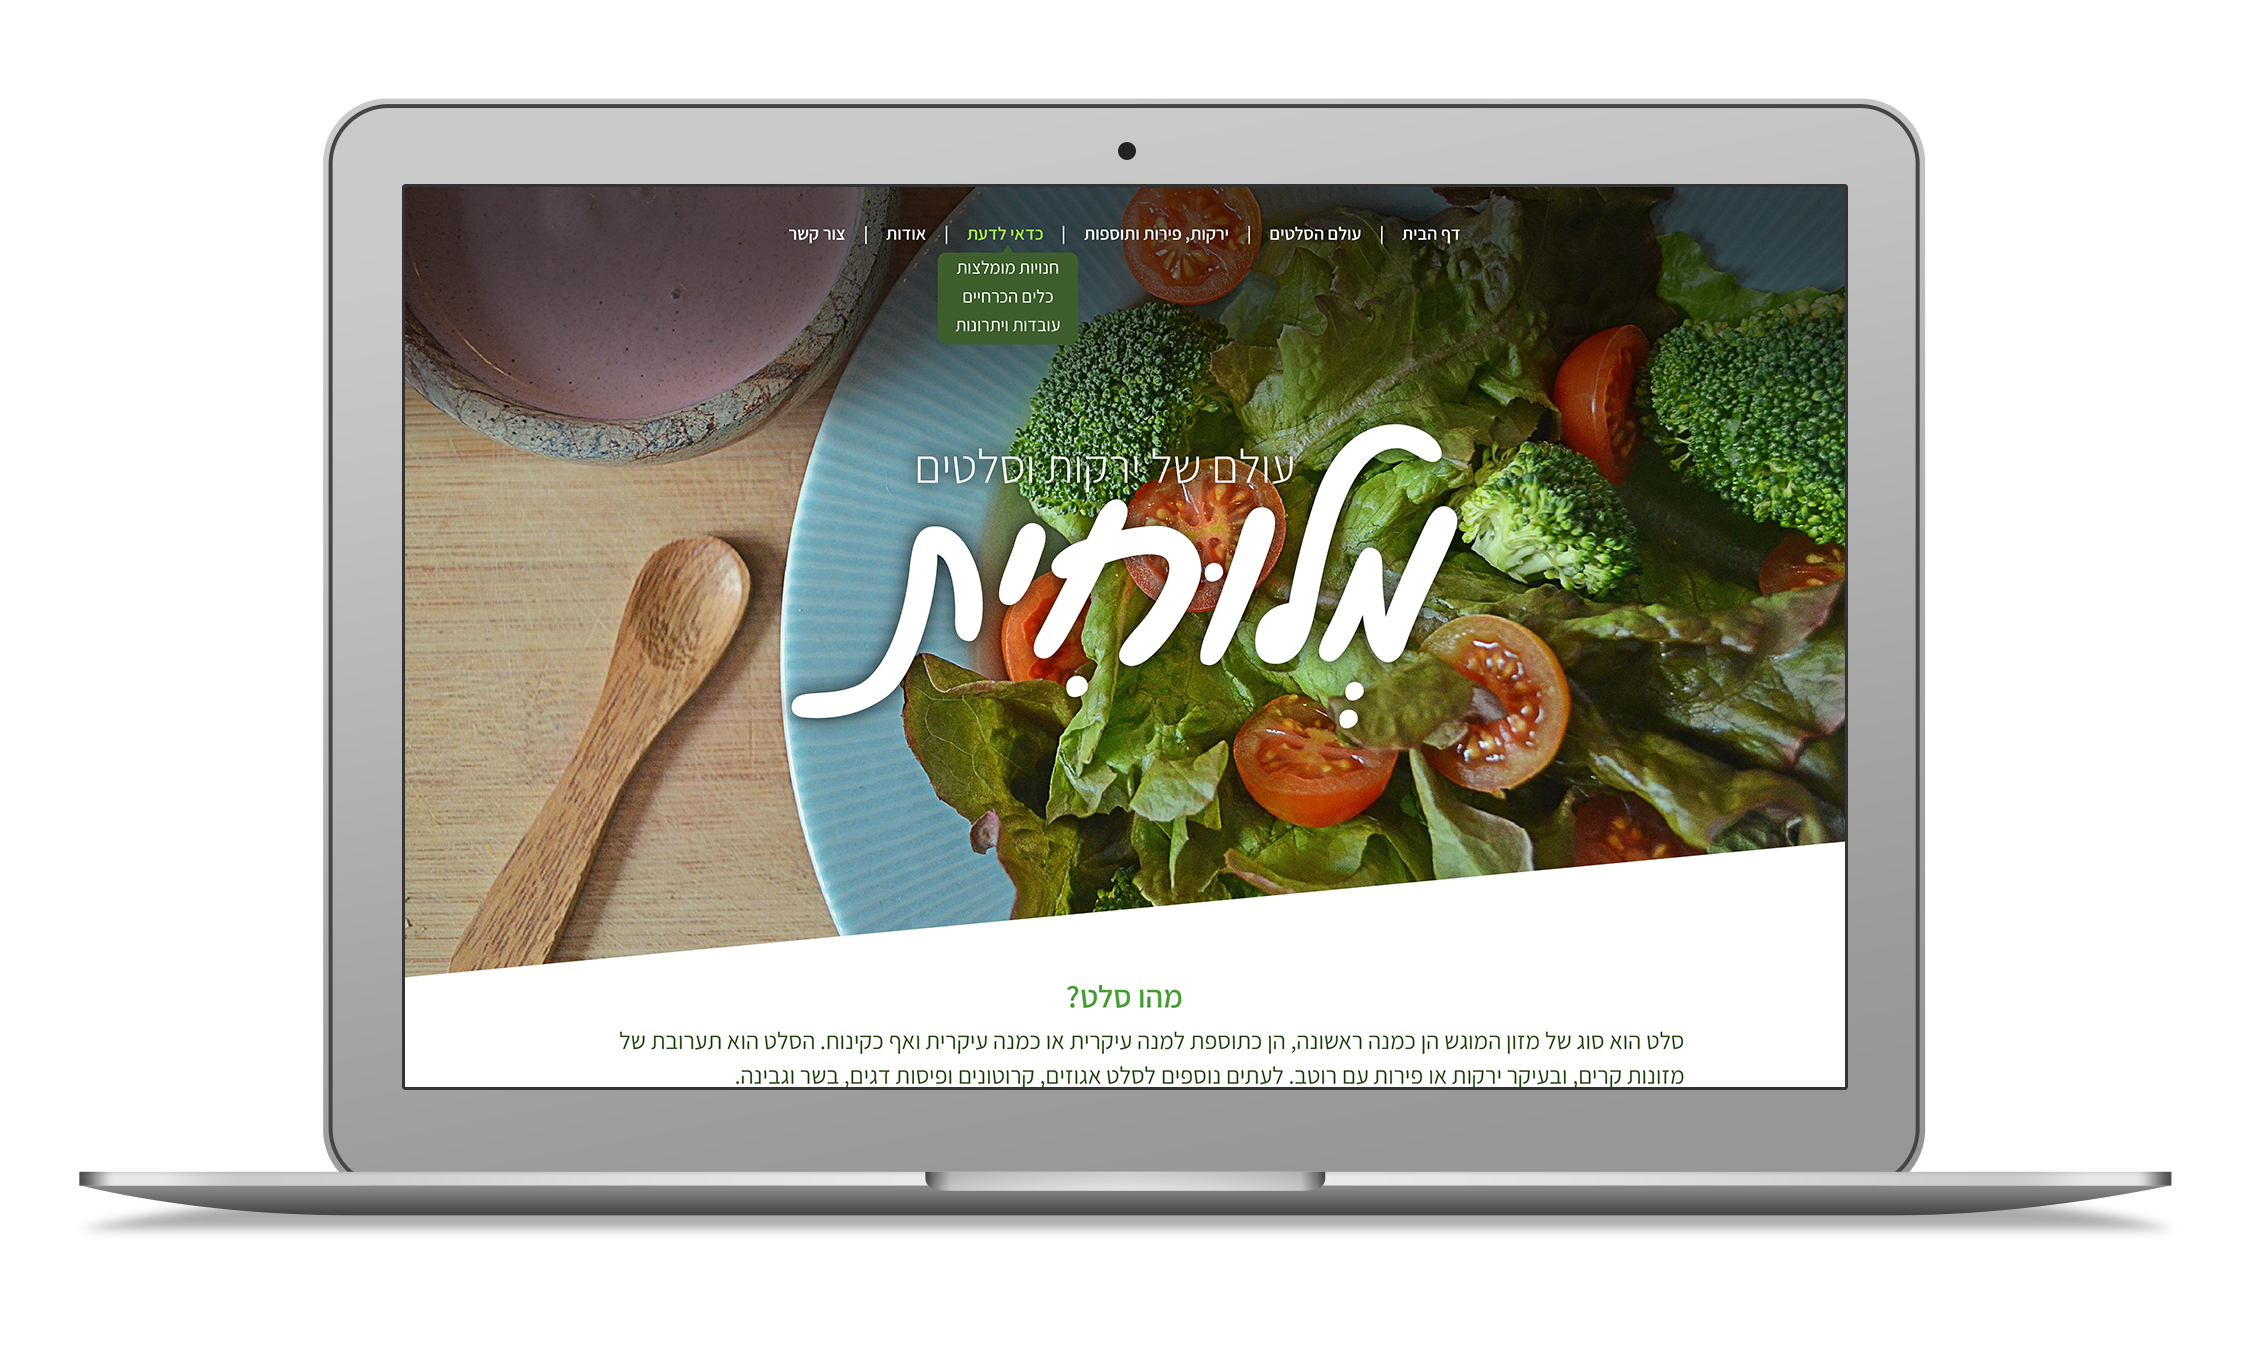 דף הבית | עולם הסלטים | ירקות, פירות ותוספות | כדאי לדעת | אודות | צור קשר
חנויות מומלצות
כלים הכרחיים
עובדות ויתרונות
עולם של ירקות וסלטים
מְלוּחִית
מהו סלט?
סלט הוא סוג של מזון המוגש הן כמנה ראשונה, הן כתוספת למנה עיקרית או כמנה עיקרית ואף כקינוח. הסלט הוא תערובת של
מזונות קרים, ובעיקר ירקות או פירות עם רוטב. לעתים נוספים לסלט אגוזים, קרוטונים ופיסות דגים, בשר וגבינה.